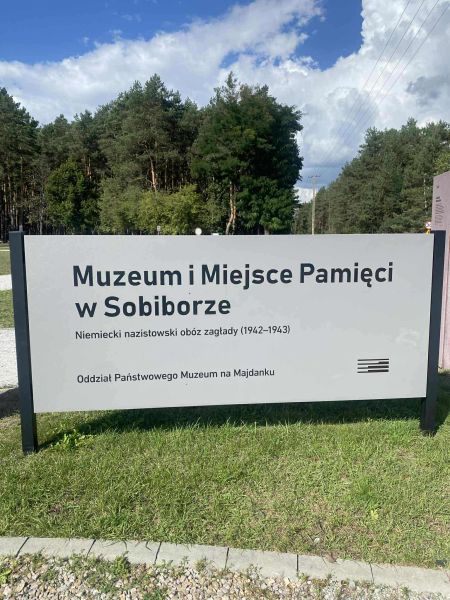 Muzeum i Miejsce Pamięci
w Sobiborze
Niemiecki nazistowski obóz zagłady (1942–1943)
Oddział Państwowego Muzeum na Majdanku